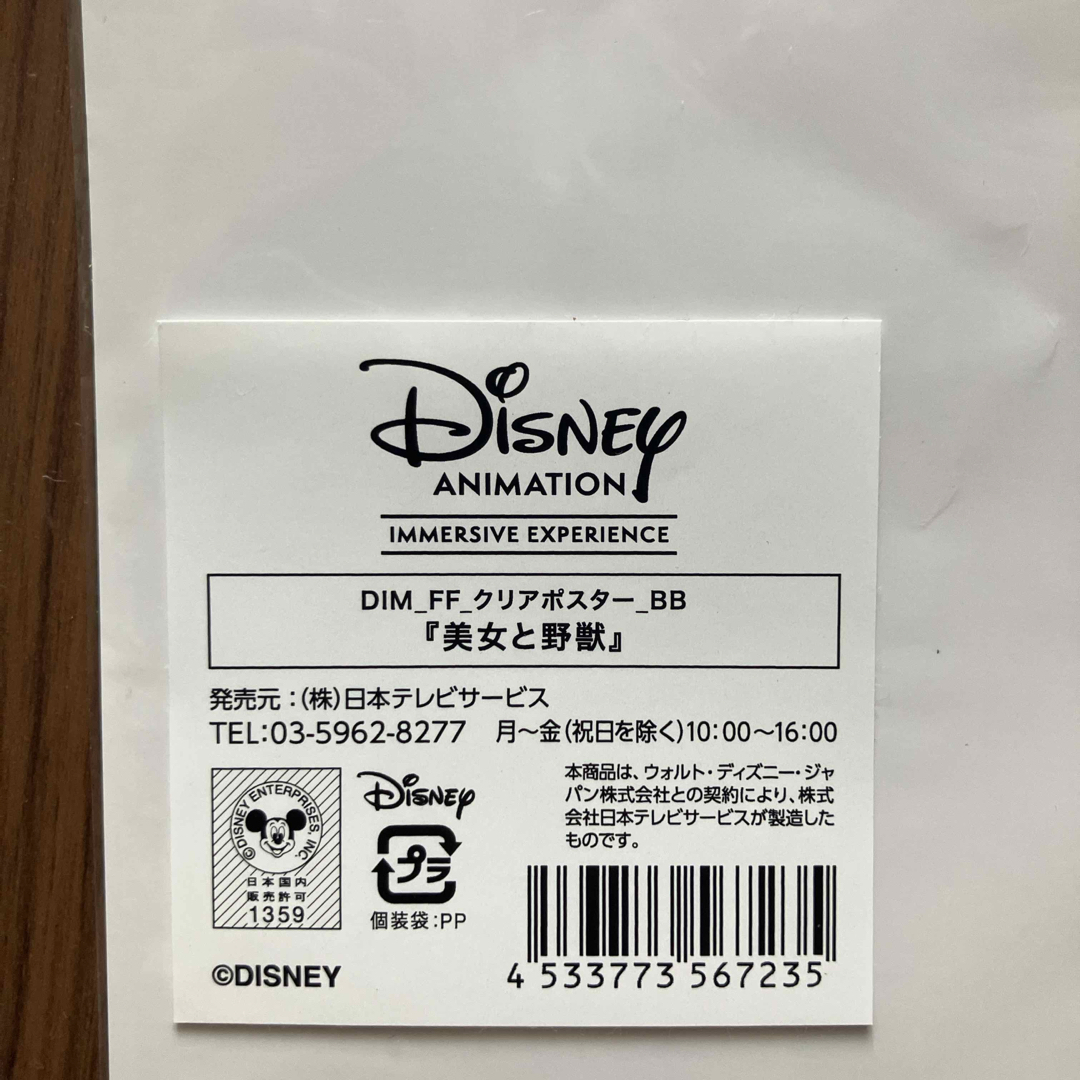 Disney
ANIMATION
IMMERSIVE EXPERIENCE
DIM_FF_クリアポスター_BB
『美女と野獣』
発売元:(株)日本テレビサービス
TEL:03-5962-8277 月〜金(祝日を除く)10:00〜16:00
©DISNEY ENTERPRISES, INC.
日本国内
販売許可
1359
Disney
プラ
個装袋:PP
本商品は、ウォルト・ディズニー・ジャ
パン株式会社との契約により、株式
会社日本テレビサービスが製造した
ものです。
©DISNEY
4 533773 567235